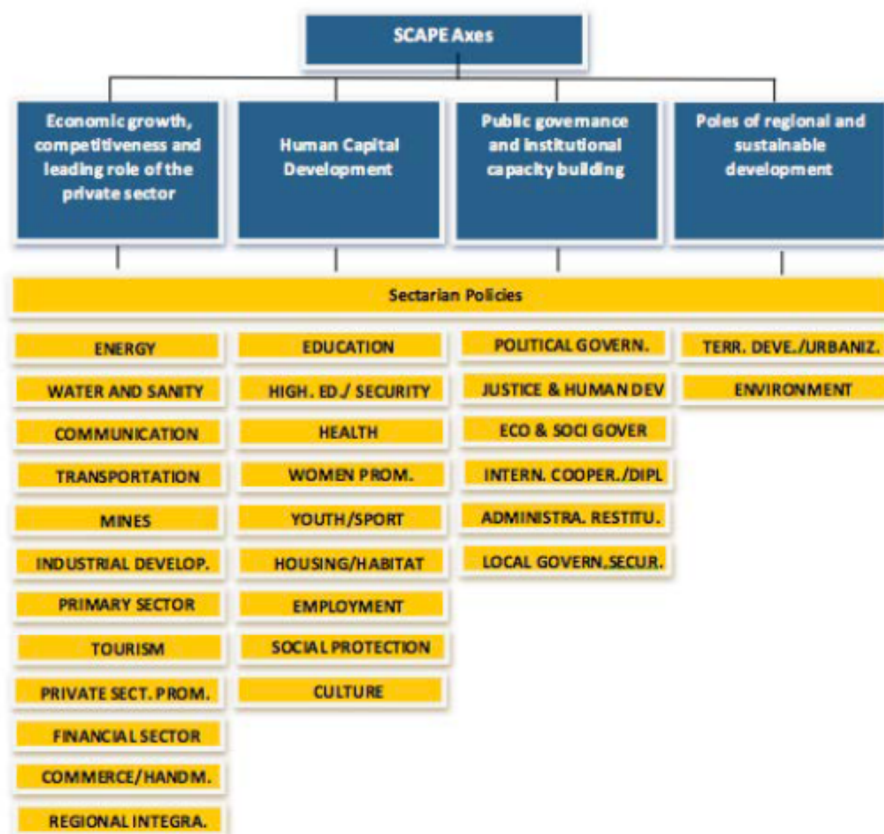 SCAPE Axes
Economic growth,
competitiveness and
leading role of the
private sector
Human Capital
Development
Public governance
and institutional
capacity building
Poles of regional and
sustainable
development
Sectarian Policies
ENERGY
WATER AND SANITY
COMMUNICATION
TRANSPORTATION
MINES
INDUSTRIAL DEVELOP.
PRIMARY SECTOR
TOURISM
PRIVATE SECT. PROM.
FINANCIAL SECTOR
COMMERCE/HANDM.
REGIONAL INTEGRA.
EDUCATION
HIGH. ED./ SECURITY
HEALTH
WOMEN PROM.
YOUTH/SPORT
HOUSING/HABITAT
EMPLOYMENT
SOCIAL PROTECTION
CULTURE
POLITICAL GOVERN.
JUSTICE & HUMAN DEV
ECO & SOCI GOVER
INTERN. COOPER./DIPL
ADMINISTRA. RESTITU.
LOCAL GOVERN,SECUR.
TERR. DEVE./URBANIZ.
ENVIRONMENT